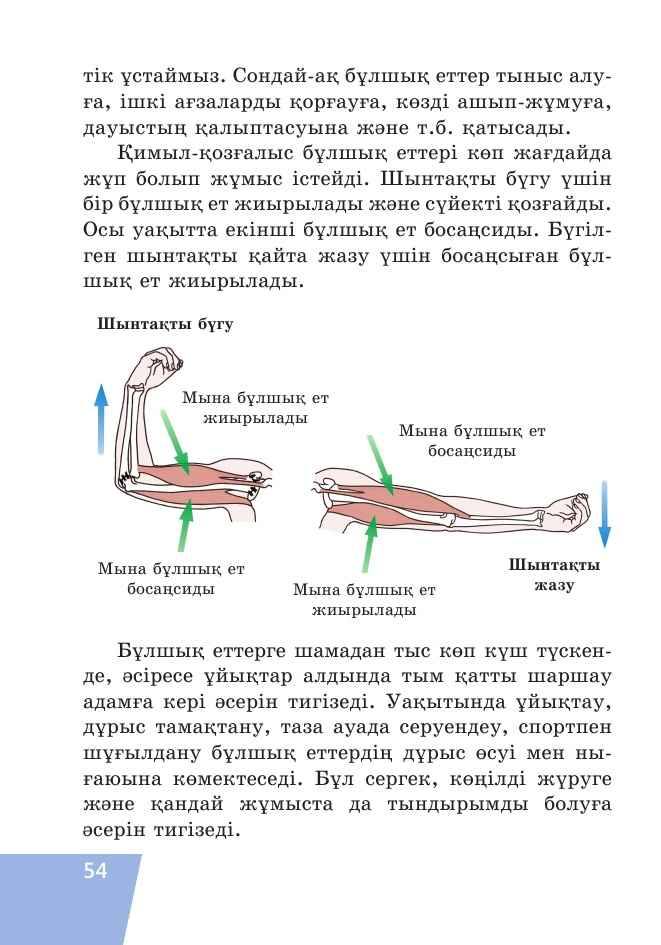 тік ұстаймыз. Сондай-ақ бұлшық еттер тыныс алу-
ға, ішкі ағзаларды қорғауға, көзді ашып-жұмуға,
дауыстың қалыптасуына және т.б. қатысады.
Қимыл-қозғалыс бұлшық еттері көп жағдайда
жұп болып жұмыс істейді. Шынтақты бүгу үшін
бір бұлшық ет жиырылады және сүйекті қозғайды.
Осы уақытта екінші бұлшық ет босаңсиды. Бүгіл-
ген шынтақты қайта жазу үшін босаңсыған бұл-
шық ет жиырылады.
Шынтақты бүгу
Мына бұлшық ет
жиырылады
Мына бұлшық ет
босаңсиды
Мына бұлшық ет
босаңсиды
Мына бұлшық ет
жиырылады
Шынтақты
жазу
Бұлшық еттерге шамадан тыс көп күш түскен-
де, әсіресе ұйықтар алдында тым қатты шаршау
адамға кері әсерін тигізеді. Уақытында ұйықтау,
дұрыс тамақтану, таза ауада серуендеу, спортпен
шұғылдану бұлшық еттердің дұрыс өсуі мен ны-
ғаюына көмектеседі. Бұл сергек, көңілді жүруге
және қандай жұмыста да тындырымды болуға
әсерін тигізеді.
54